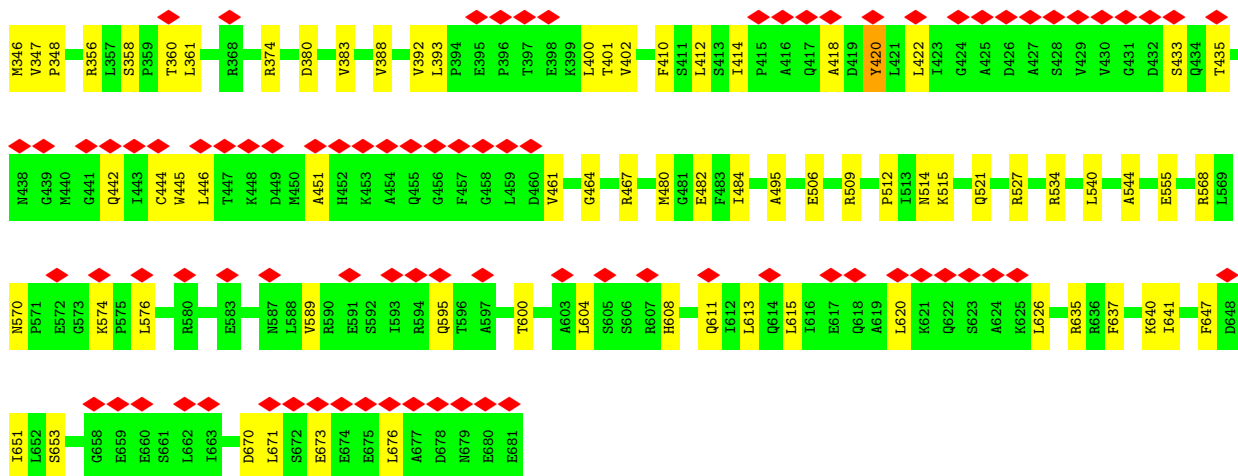 M346 V347 P348 R356 L357 S358 P359 T360 L361 R368 R374 D380 V383 V388 V392 L393 P394 E395 P396 T397 E398 K399 L400 T401 V402 F410 S411 L412 S413 I414 P415 A416 Q417 A418 D419 Y420 L421 L422 I423 G424 A425 D426 A427 S428 V429 V430 G431 D432 S433 Q434 T435
N438 G439 M440 G441 Q442 I443 C444 W445 L446 T447 K448 D449 M450 A451 H452 K453 A454 Q455 G456 F457 G458 L459 D460 V461 G464 R467 M480 G481 E482 F483 I484 A495 E506 R509 P512 I513 N514 K515 Q521 R527 R534 L540 A544 E555 R568 L569
N570 P571 E572 G573 K574 P575 L576 R580 E583 N587 L588 V589 R590 E591 S592 I593 R594 Q595 T596 A597 T600 A603 L604 S605 S606 R607 H608 Q611 I612 L613 Q614 L615 I616 E617 Q618 A619 L620 K621 Q622 S623 A624 K625 L626 R635 R636 F637 K640 I641 F647 D648
I651 L652 S653 G658 E659 E660 S661 L662 I663 D670 L671 S672 E673 E674 E675 L676 A677 D678 N679 E680 E681